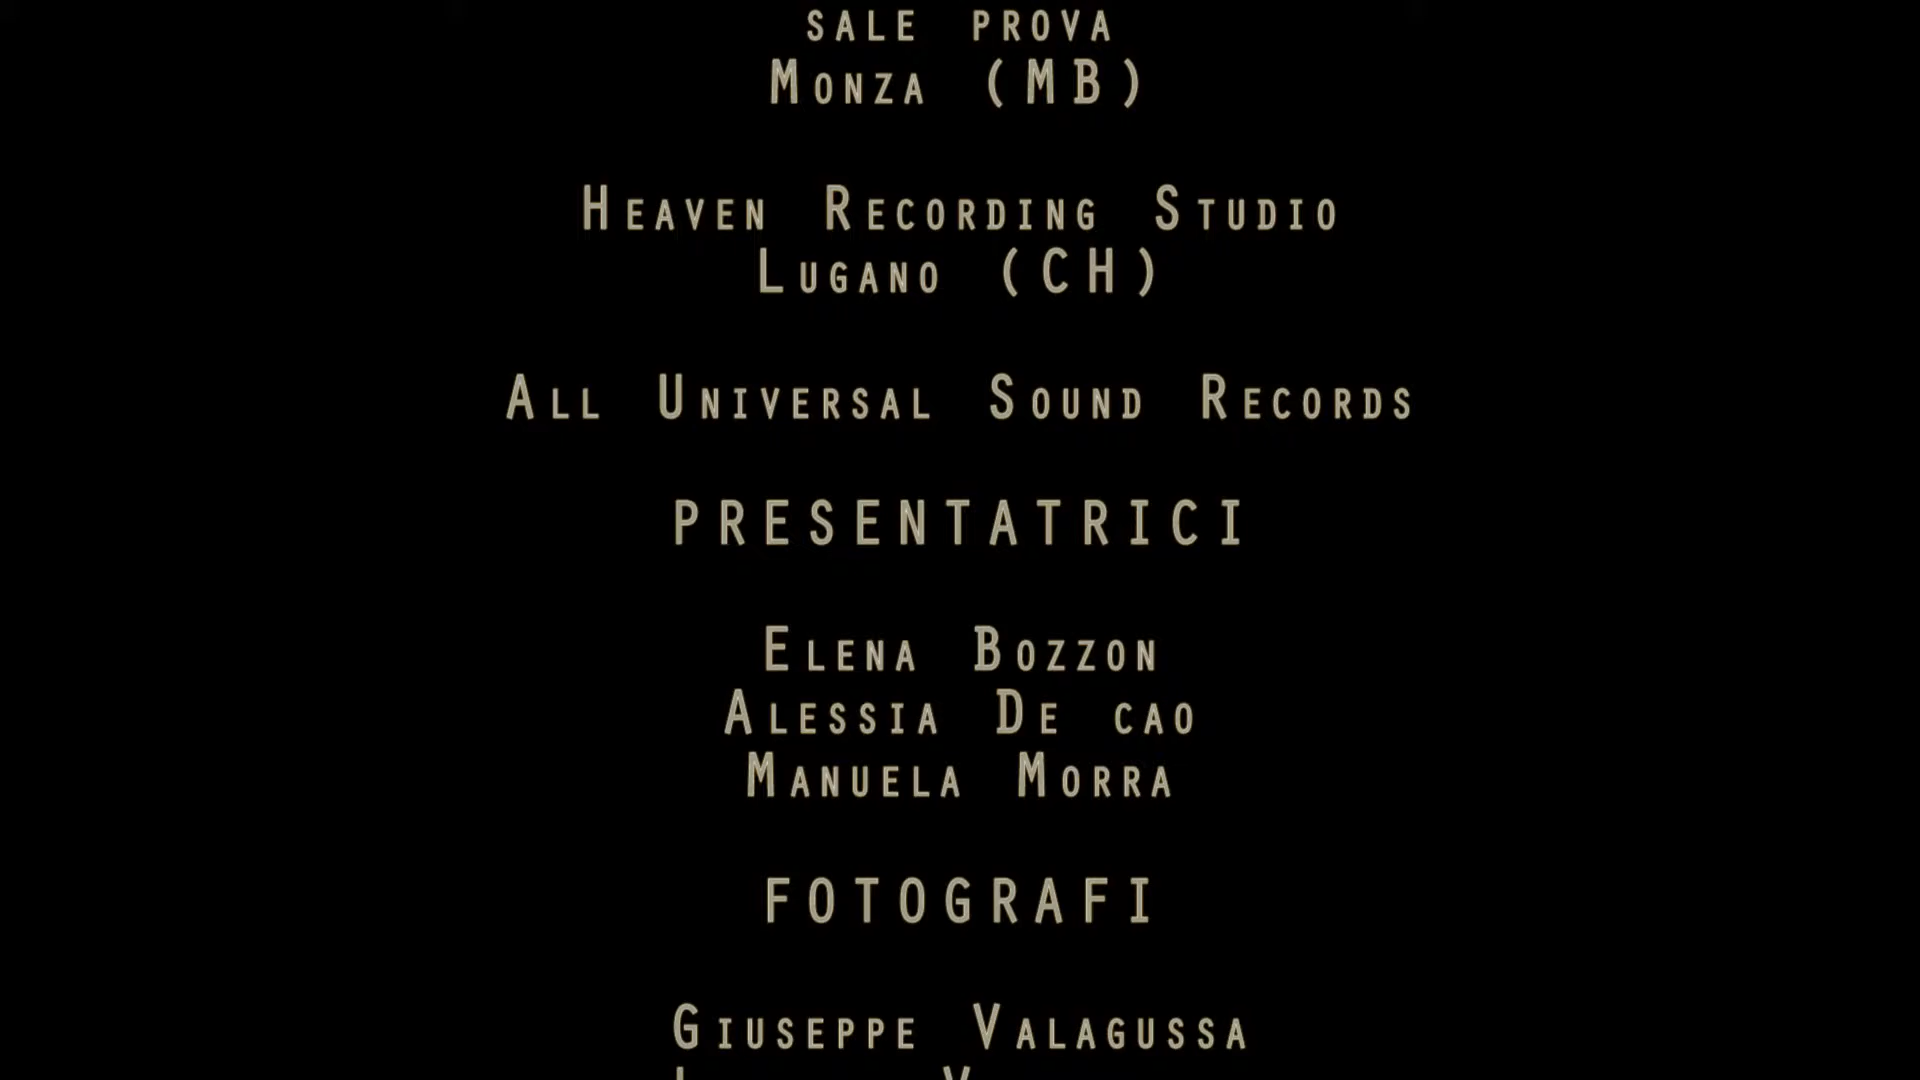 SALE PROVA
MONZA (MB)
HEAVEN RECORDING STUDIO
LUGANO (CH)
ALL UNIVERSAL SOUND RECORDS
PRESENTATRICI
ELENA BOZZON
ALESSIA DE CAO
MANUELA MORRA
FOTOGRAFI
GIUSEPPE VALAGUSSA